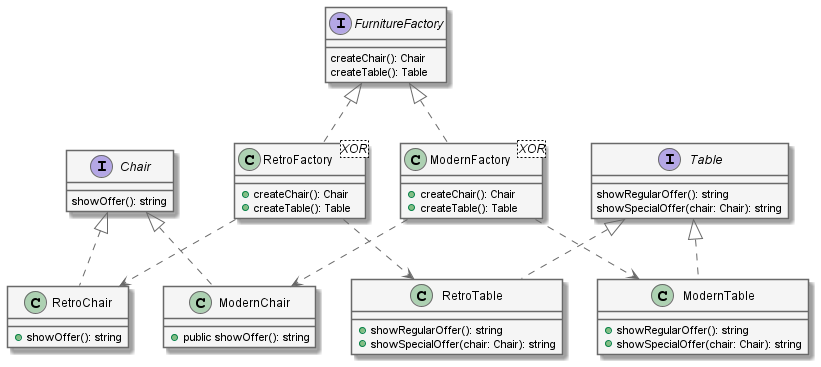 I FurnitureFactory
createChair(): Chair
createTable(): Table
I Chair
showOffer(): string
C RetroFactory XOR
createChair(): Chair
createTable(): Table
C ModernFactory XOR
createChair(): Chair
createTable(): Table
I Table
showRegularOffer(): string
showSpecialOffer(chair: Chair): string
C RetroChair
showOffer(): string
C ModernChair
public showOffer(): string
C RetroTable
showRegularOffer(): string
showSpecialOffer(chair: Chair): string
C ModernTable
showRegularOffer(): string
showSpecialOffer(chair: Chair): string